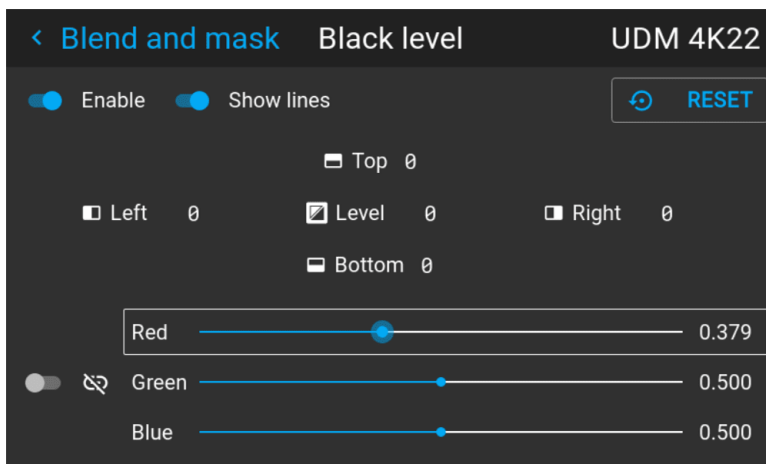 Blend and mask Black level UDM 4K22
Enable Show lines RESET
Top 0
Left 0 Level 0 Right 0
Bottom 0
Red 0.379
Green 0.500
Blue 0.500